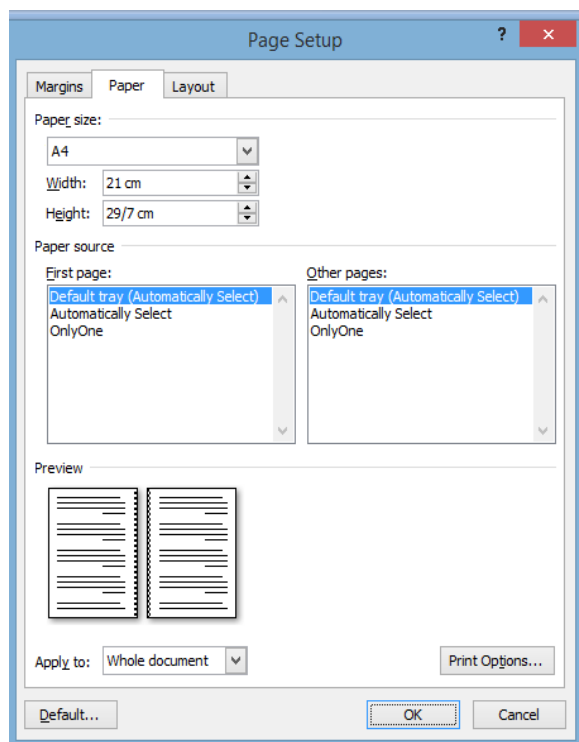 Page Setup ?
Margins Paper Layout
Paper size:
A4
Width: 21 cm
Height: 29/7 cm
Paper source
First page: Other pages:
Default tray (Automatically Select) Default tray (Automatically Select)
Automatically Select Automatically Select
OnlyOne OnlyOne
Preview
Apply to: Whole document Print Options...
Default... OK Cancel